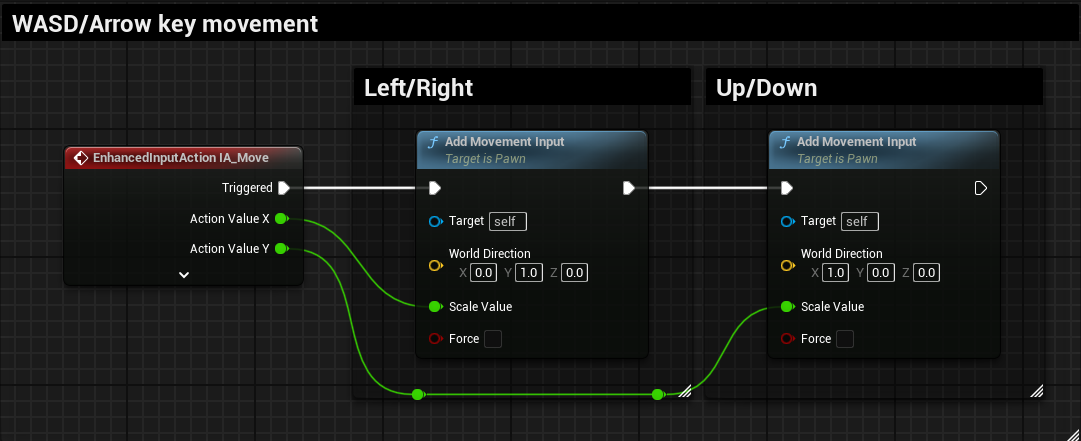 WASD/Arrow key movement
Left/Right
Up/Down
EnhancedInputAction IA_Move
Triggered
Action Value X
Action Value Y
Add Movement Input
Target is Pawn
Target self
World Direction
X 0.0 Y 1.0 Z 0.0
Scale Value
Force
Add Movement Input
Target is Pawn
Target self
World Direction
X 1.0 Y 0.0 Z 0.0
Scale Value
Force